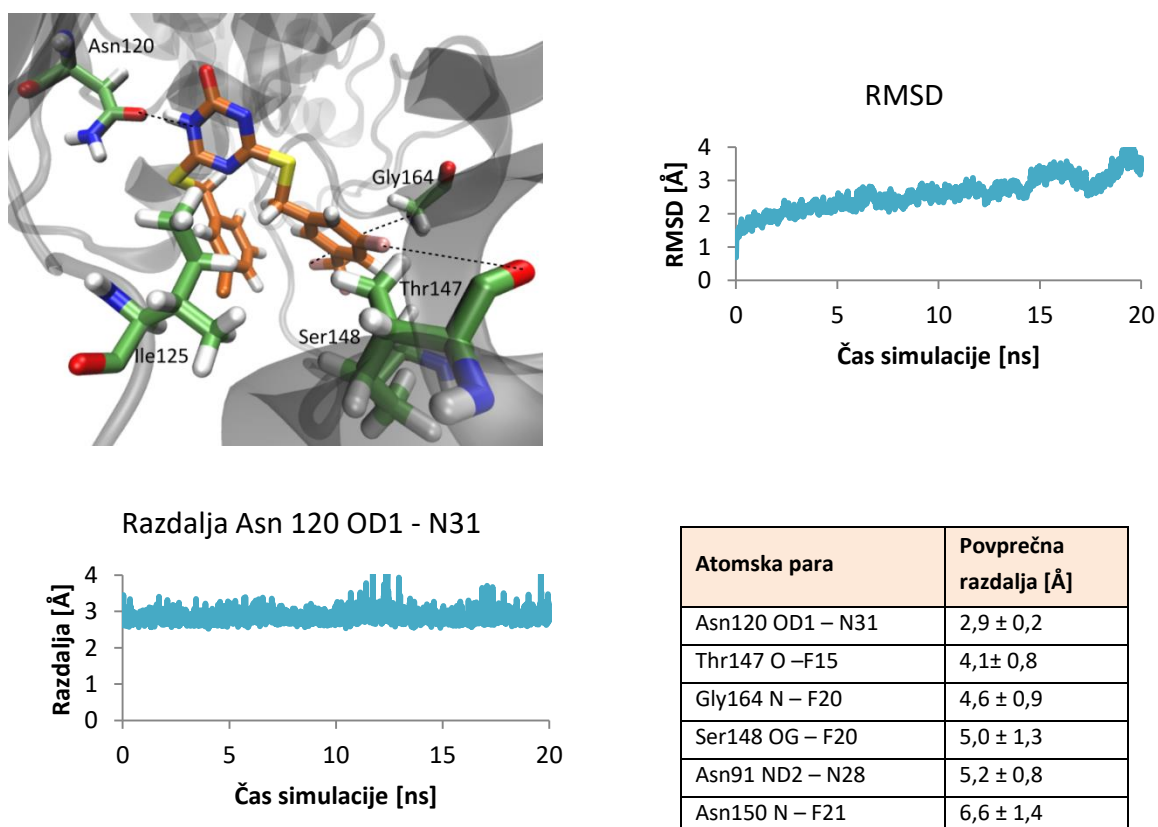 Asn120
Gly164
Thr147
Ser148
Ile125
RMSD
RMSD [Å]
4
3
2
1
0
0 5 10 15 20
Čas simulacije [ns]
Razdalja Asn 120 OD1 - N31
Razdalja [Å]
4
3
2
1
0
0 5 10 15 20
Čas simulacije [ns]
Atomska para Povprečna
razdalja [Å]
Asn120 OD1 – N31 2,9 ± 0,2
Thr147 O –F15 4,1± 0,8
Gly164 N – F20 4,6 ± 0,9
Ser148 OG – F20 5,0 ± 1,3
Asn91 ND2 – N28 5,2 ± 0,8
Asn150 N – F21 6,6 ± 1,4